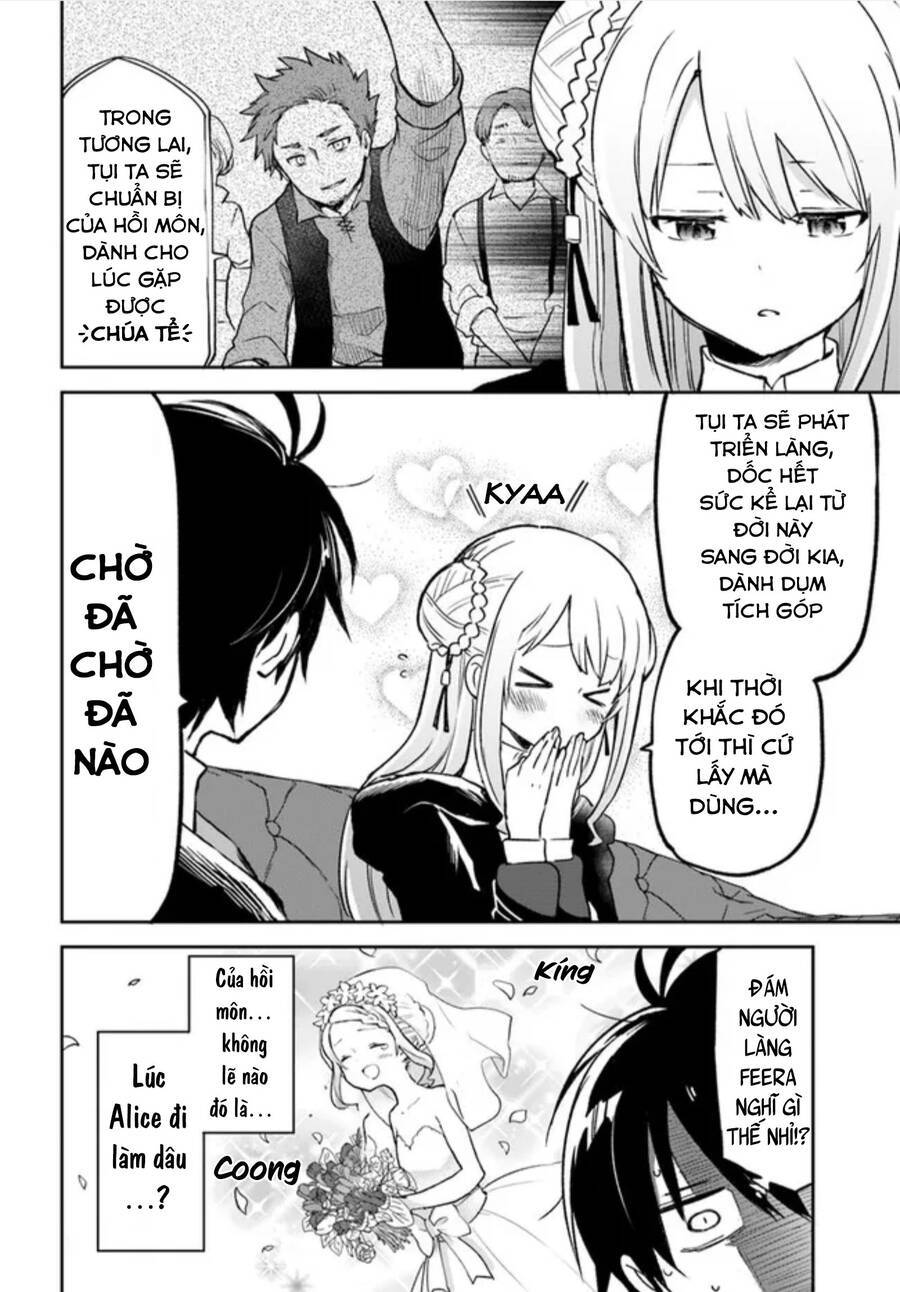 TRONG
TƯƠNG LAI,
TỤI TA SẼ
CHUẨN BỊ
CỦA HỒI MÔN,
DÀNH CHO
LÚC GẶP
ĐƯỢC
CHÚA TỂ
TỤI TA SẼ PHÁT
TRIỂN LÀNG,
DỐC HẾT
SỨC KỂ LẠI TỪ
ĐỜI NÀY
SANG ĐỜI KIA,
DÀNH DỤM
TÍCH GÓP
KHI THỜI
KHẮC ĐÓ
TỚI THÌ CỨ
LẤY MÀ
DÙNG...
KYAA
CHỜ
ĐÃ
CHỜ
ĐÃ
NÀO
ĐÁM
NGƯỜI
LÀNG
FEERA
NGHĨ GÌ
THẾ NHỈ!?
Kíng
Coong
Của hồi
môn...
không
lẽ nào
đó là...
Lúc
Alice đi
làm dâu
...?